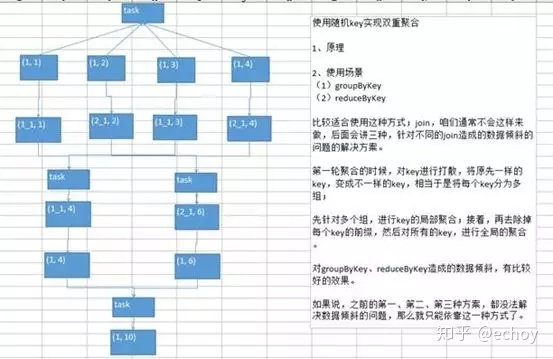 task
(1, 1)
(1, 2)
(1, 3)
(1, 4)
(1_1, 1)
(2_1, 2)
(1_1, 3)
(2_1, 4)
task
task
(1_1, 4)
(2_1, 6)
(1, 4)
(1, 6)
task
(1, 10)
使用随机key实现双重聚合
1、原理
2、使用场景
（1）groupByKey
（2）reduceByKey
比较适合使用这种方式；join，咱们通常不会这样来
做，后面会讲三种，针对不同的join造成的数据倾斜的
问题的解决方案。
第一轮聚合的时候，对key进行打散，将原先一样的
key，变成不一样的key，相当于是将每个key分为多
组；
先针对多个组，进行key的局部聚合；接着，再去除掉
每个key的前缀，然后对所有的key，进行全局的聚合
。
对groupByKey、reduceByKey造成的数据倾斜，有比较
好的效果。
如果说，之前的第一、第二、第三种方案，都没法解
决数据倾斜的问题，那么就只能依靠这一种方式了。
知乎 @echoy